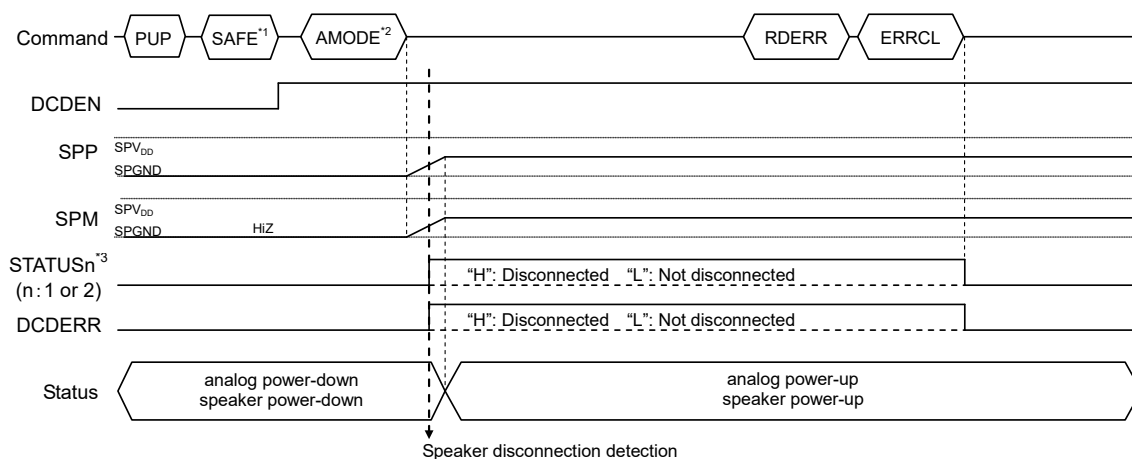 Command PUP SAFE*1 AMODE*2 RDERR ERRCL
DCDEN
SPP SPVDD
SPGND
SPM SPVDD
SPGND HiZ
STATUSn*3
(n:1 or 2) “H”: Disconnected “L”: Not disconnected
DCDERR “H”: Disconnected “L”: Not disconnected
Status
analog power-down analog power-up
speaker power-down speaker power-up
Speaker disconnection detection